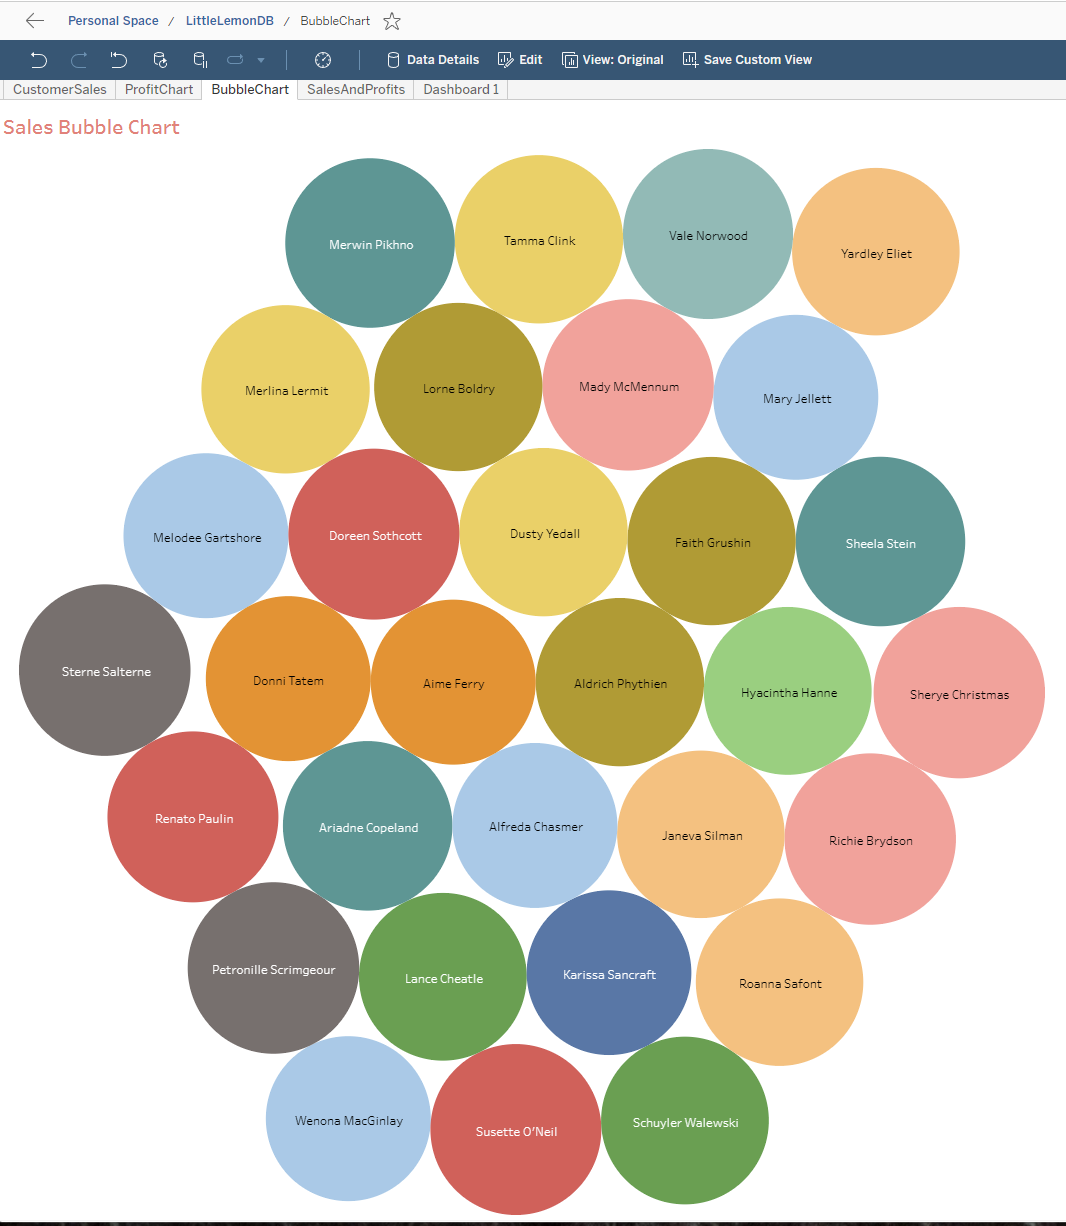 Personal Space / LittleLemonDB / BubbleChart
Data Details Edit View: Original Save Custom View
CustomerSales ProfitChart BubbleChart SalesAndProfits Dashboard 1
Sales Bubble Chart
Merwin Pikhno
Tamma Clink
Vale Norwood
Yardley Eliet
Merlina Lermit
Lorne Boldry
Mady McMennum
Mary Jellett
Melodee Gartshore
Doreen Sothcott
Dusty Yedall
Faith Grushin
Sheela Stein
Sterne Salterne
Donni Tatem
Aime Ferry
Aldrich Phythien
Hyacintha Hanne
Sherye Christmas
Renato Paulin
Ariadne Copeland
Alfreda Chasmer
Janeva Silman
Richie Brydson
Petronille Scrimgeour
Lance Cheatle
Karissa Sancraft
Roanna Safont
Wenona MacGinlay
Susette O'Neil
Schuyler Walewski